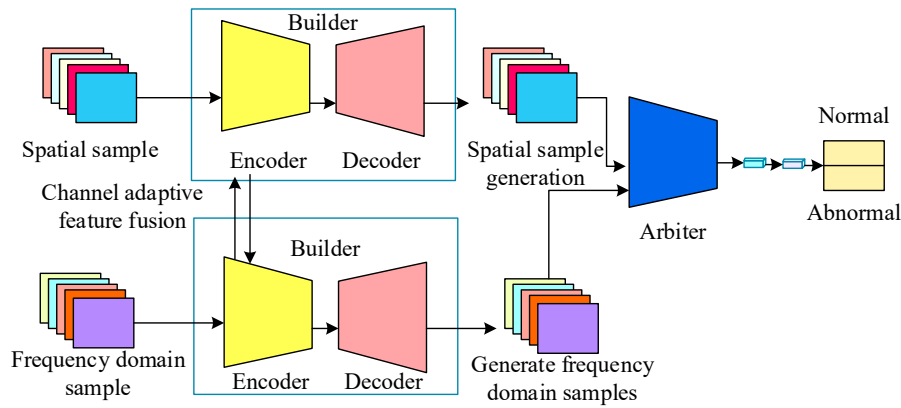 Builder
Spatial sample
Encoder
Decoder
Spatial sample
generation
Normal
Abnormal
Arbiter
Channel adaptive
feature fusion
Builder
Frequency domain
sample
Encoder
Decoder
Generate frequency
domain samples